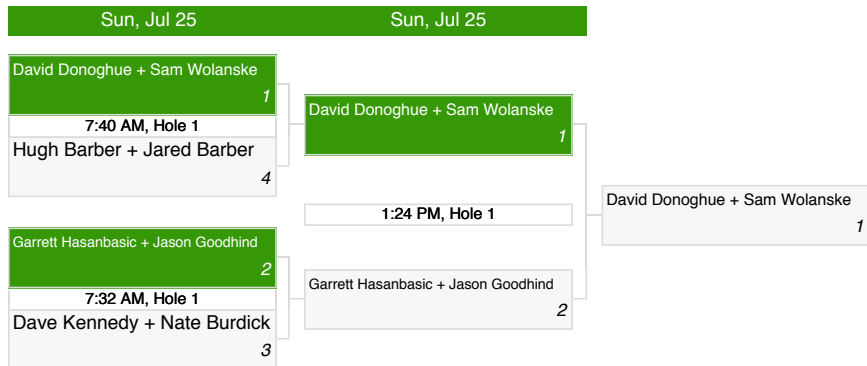 Sun, Jul 25
Sun, Jul 25
David Donoghue + Sam Wolanske
1
7:40 AM, Hole 1
Hugh Barber + Jared Barber
4
Garrett Hasanbasic + Jason Goodhind
2
7:32 AM, Hole 1
Dave Kennedy + Nate Burdick
3
David Donoghue + Sam Wolanske
1
1:24 PM, Hole 1
Garrett Hasanbasic + Jason Goodhind
2
David Donoghue + Sam Wolanske
1